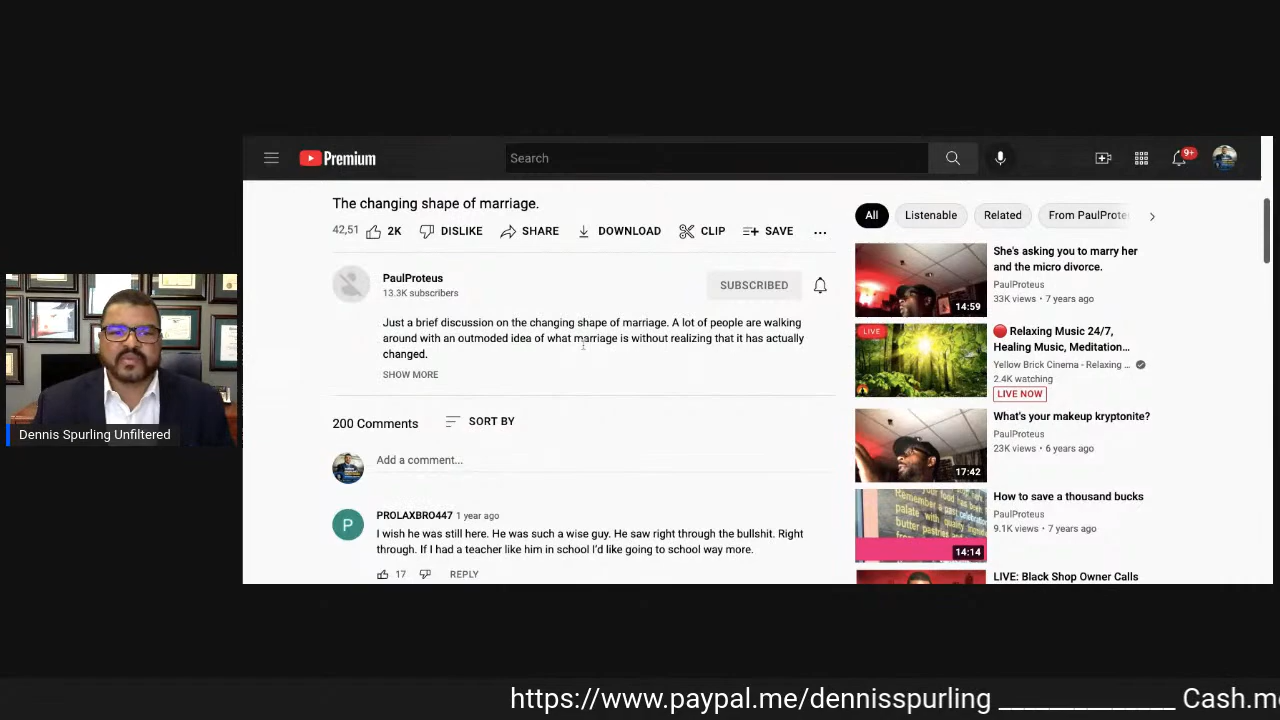 Premium
Search
9+
The changing shape of marriage.
42,51
2K
DISLIKE
SHARE
DOWNLOAD
CLIP
SAVE
...
PaulProteus
13.3K subscribers
SUBSCRIBED
Just a brief discussion on the changing shape of marriage. A lot of people are walking
around with an outmoded idea of what marriage is without realizing that it has actually
changed.
SHOW MORE
200 Comments
SORT BY
Add a comment...
P
PROLAXBRO447 1 year ago
I wish he was still here. He was such a wise guy. He saw right through the bullshit. Right
through. If I had a teacher like him in school I'd like going to school way more.
17
REPLY
All
Listenable
Related
From PaulProte
She's asking you to marry her
and the micro divorce.
PaulProteus
33K views • 7 years ago
14:59
LIVE
Relaxing Music 24/7,
Healing Music, Meditation...
Yellow Brick Cinema - Relaxing ...
2.4K watching
LIVE NOW
What's your makeup kryptonite?
PaulProteus
23K views • 6 years ago
17:42
How to save a thousand bucks
PaulProteus
9.1K views • 7 years ago
14:14
LIVE: Black Shop Owner Calls
Dennis Spurling Unfiltered
https://www.paypal.me/dennisspurling ______________ Cash.m